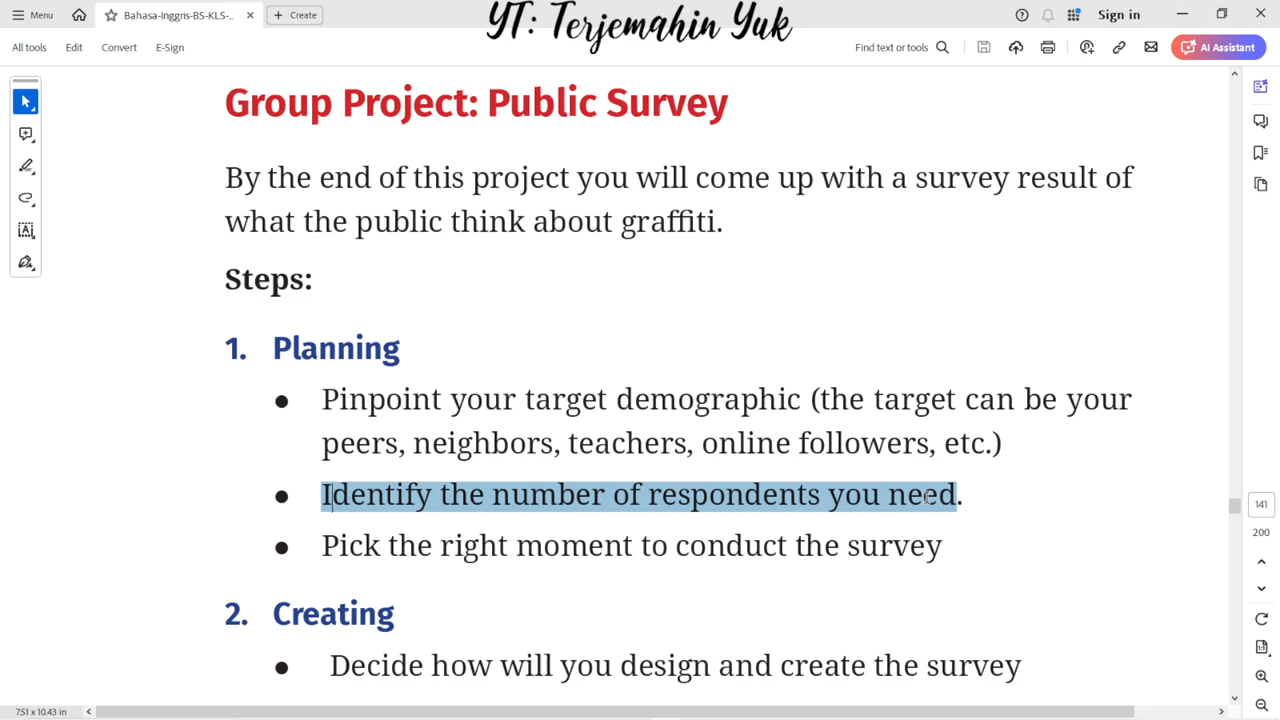 Menu
Bahasa-Inggris-BS-KLS-...
Create
YT: Terjemahin Yuk
Sign in
All tools
Edit
Convert
E-Sign
Find text or tools
AI Assistant
Group Project: Public Survey
By the end of this project you will come up with a survey result of
what the public think about graffiti.
Steps:
1. Planning
● Pinpoint your target demographic (the target can be your
peers, neighbors, teachers, online followers, etc.)
● Identify the number of respondents you need.
● Pick the right moment to conduct the survey
2. Creating
● Decide how will you design and create the survey
141
200
7.51 x 10.43 in